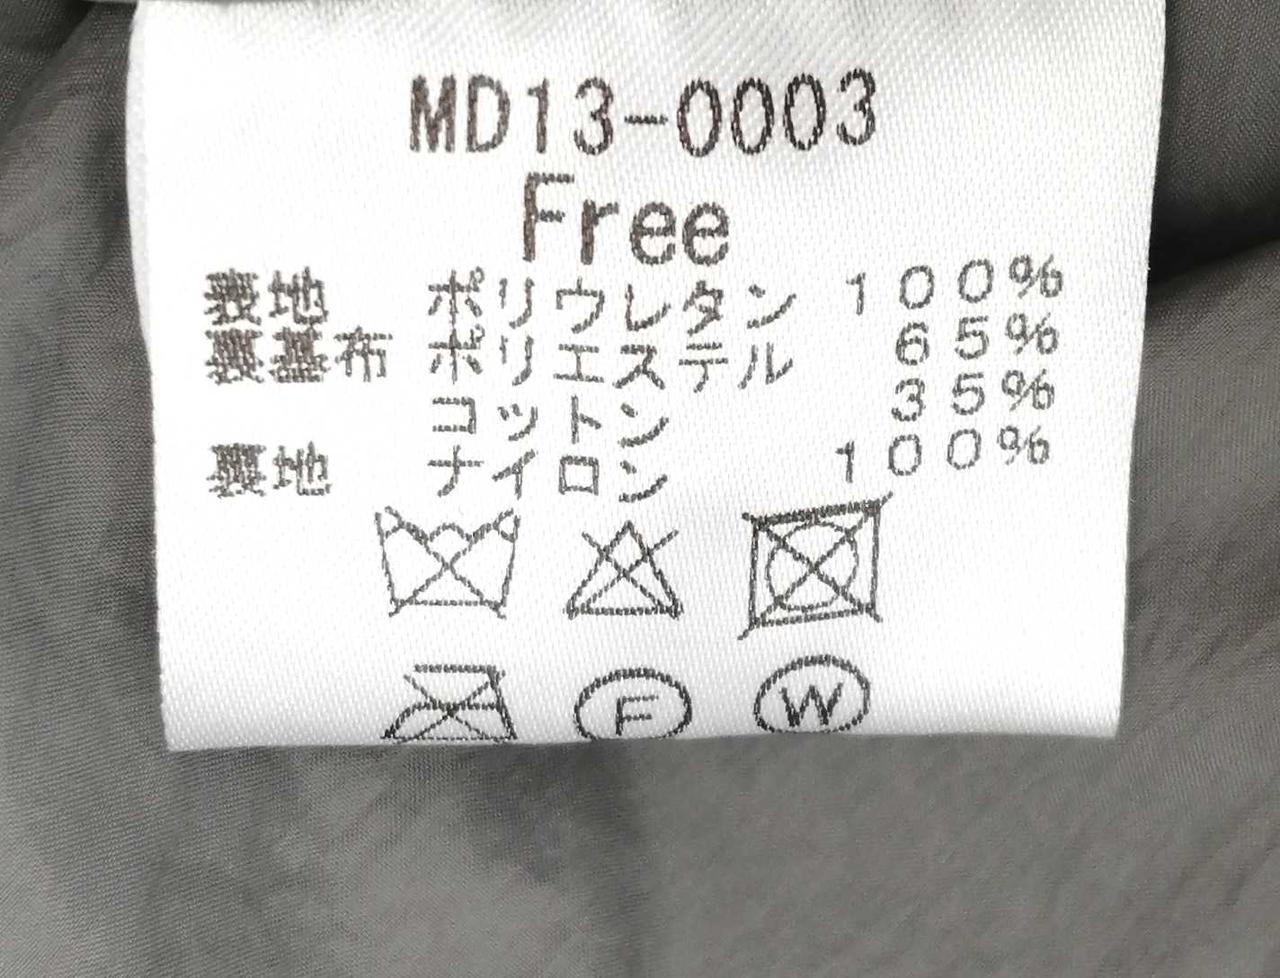 MD13-0003
Free
表地 ポリウレタン 100%
裏基布 ポリエステル 65%
コットン 35%
裏地 ナイロン 100%
F W